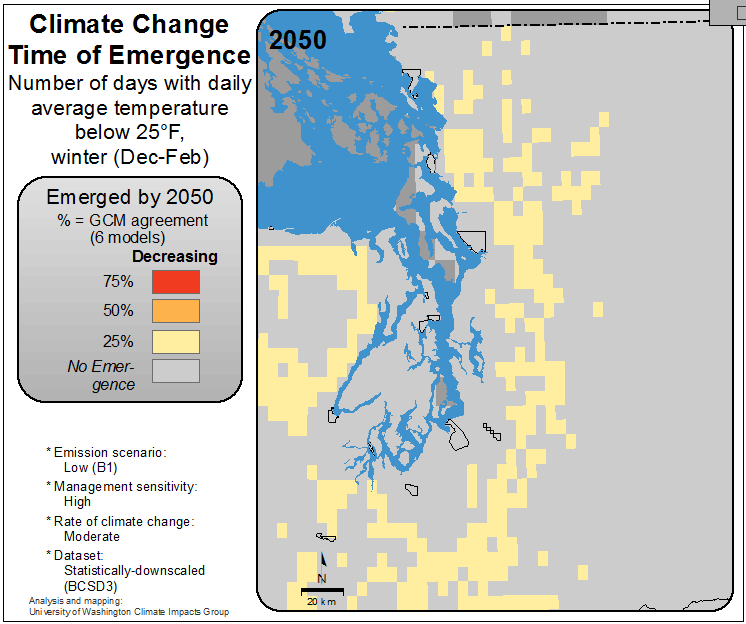 Climate Change
Time of Emergence
Number of days with daily
average temperature
below 25°F,
winter (Dec-Feb)
Emerged by 2050
% = GCM agreement
(6 models)
Decreasing
75%
50%
25%
No Emer-
gence
* Emission scenario:
Low (B1)
* Management sensitivity:
High
* Rate of climate change:
Moderate
* Dataset:
Statistically-downscaled
(BCSD3)
Analysis and mapping:
University of Washington Climate Impacts Group
2050
N
20 km